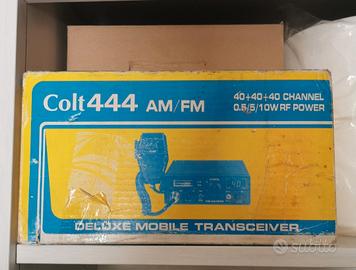 Colt 444 AM/FM
40+40+40 CHANNEL
0.5/5/10W RF POWER
DELUXE MOBILE TRANSCEIVER
subito